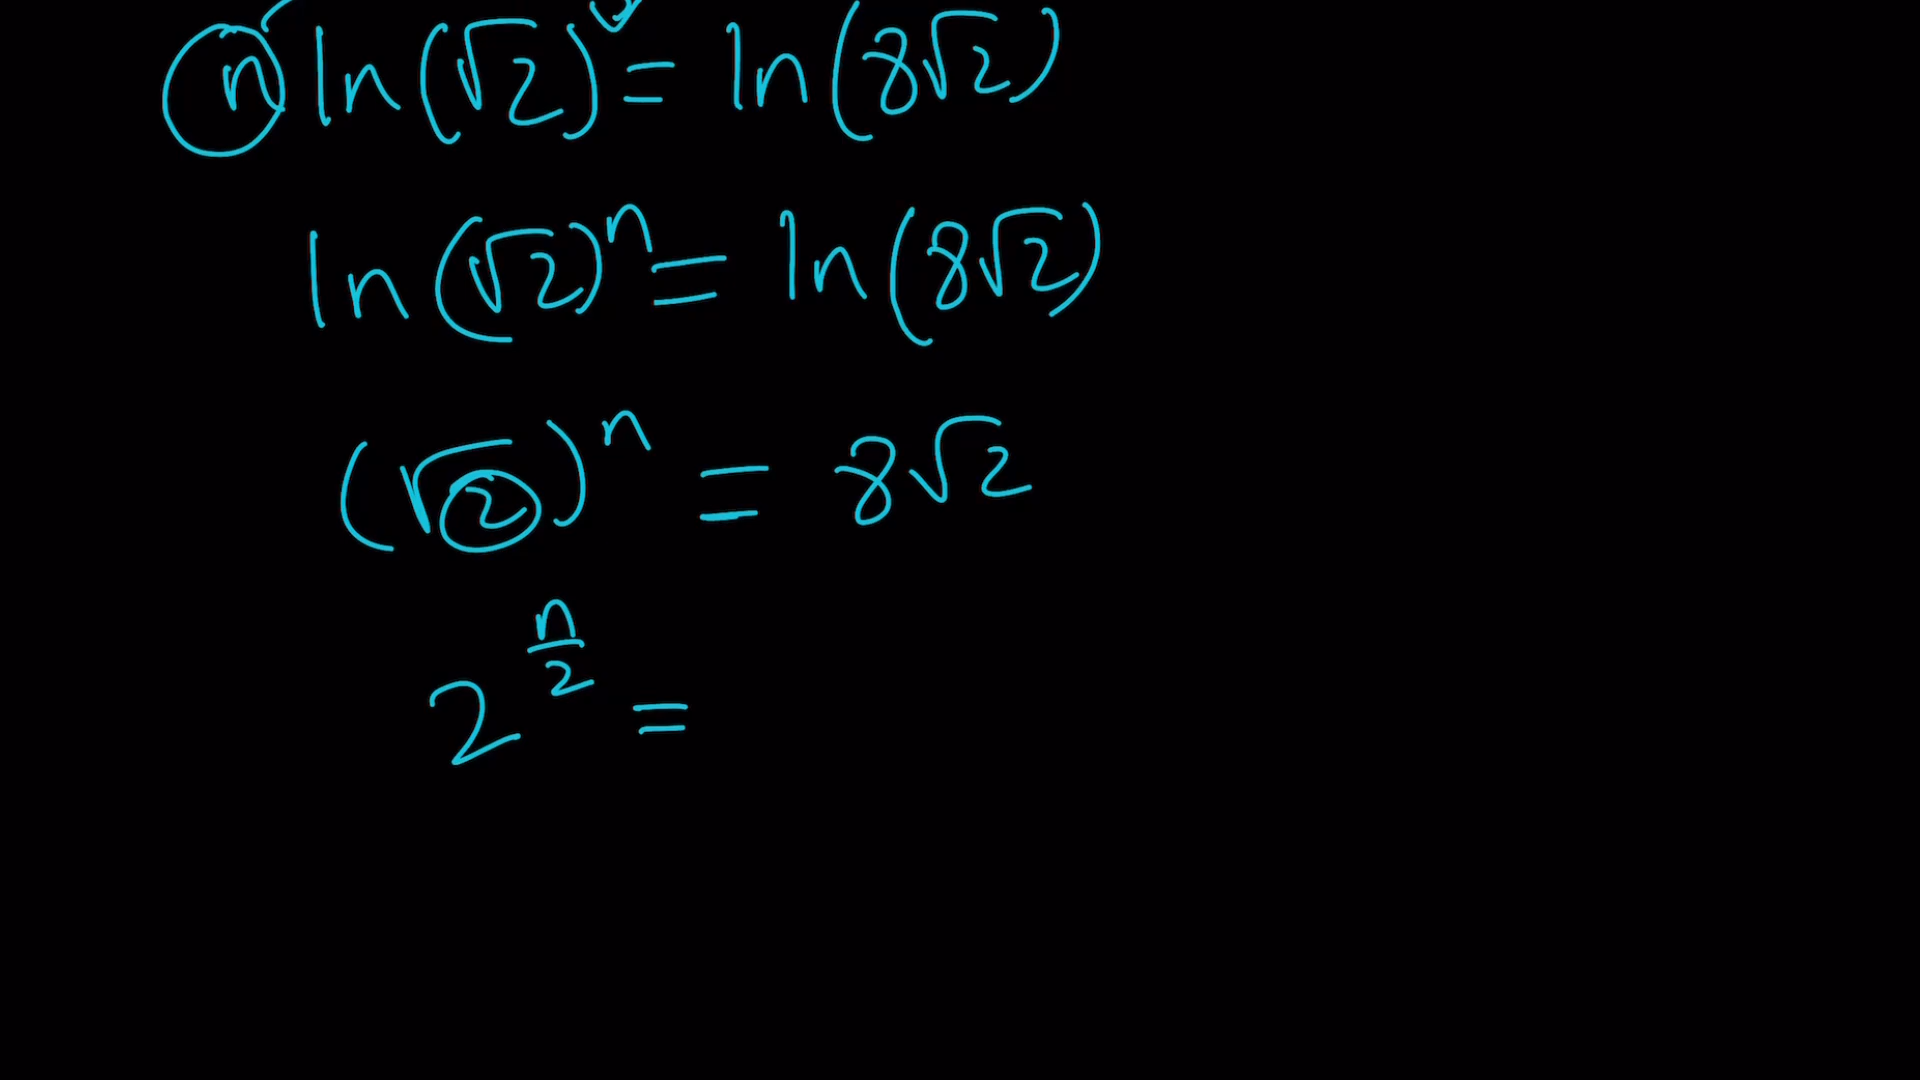 n ln(√2) = ln(8√2)
ln(√2)ⁿ = ln(8√2)
(√2)ⁿ = 8√2
2^(n/2) =